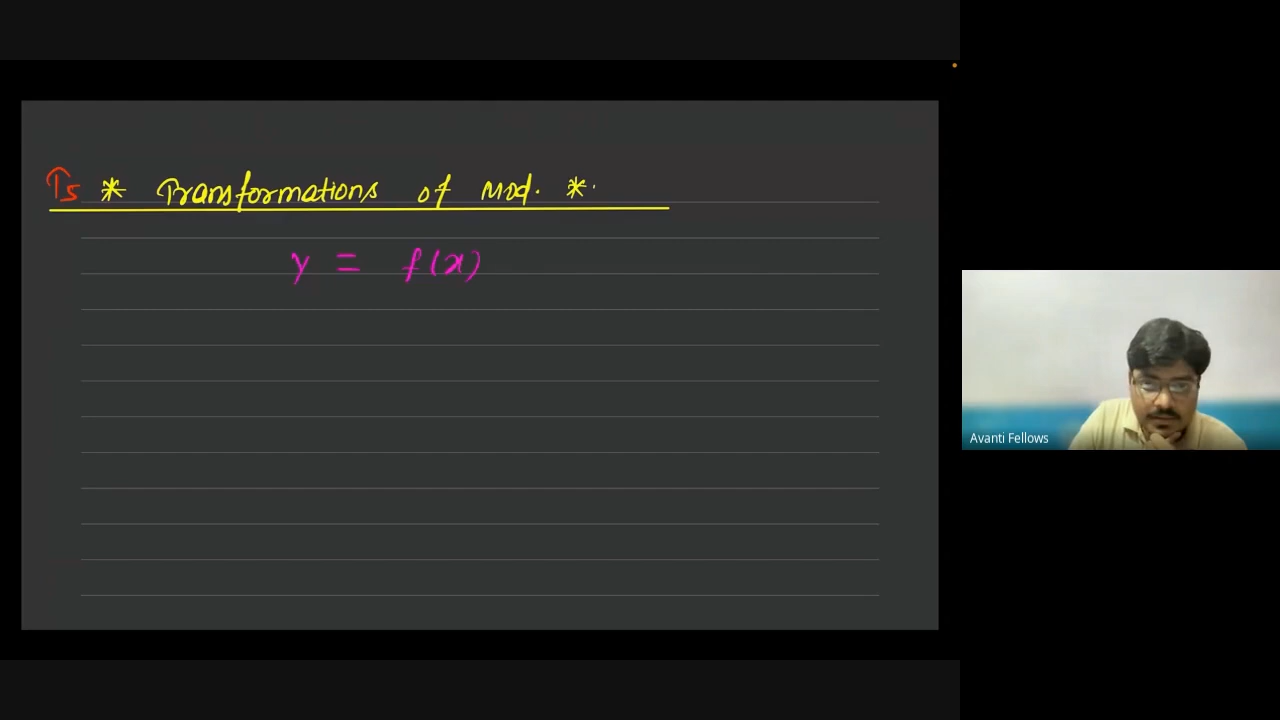 T5 * Transformations of Mod. *.
y = f(x)
Avanti Fellows